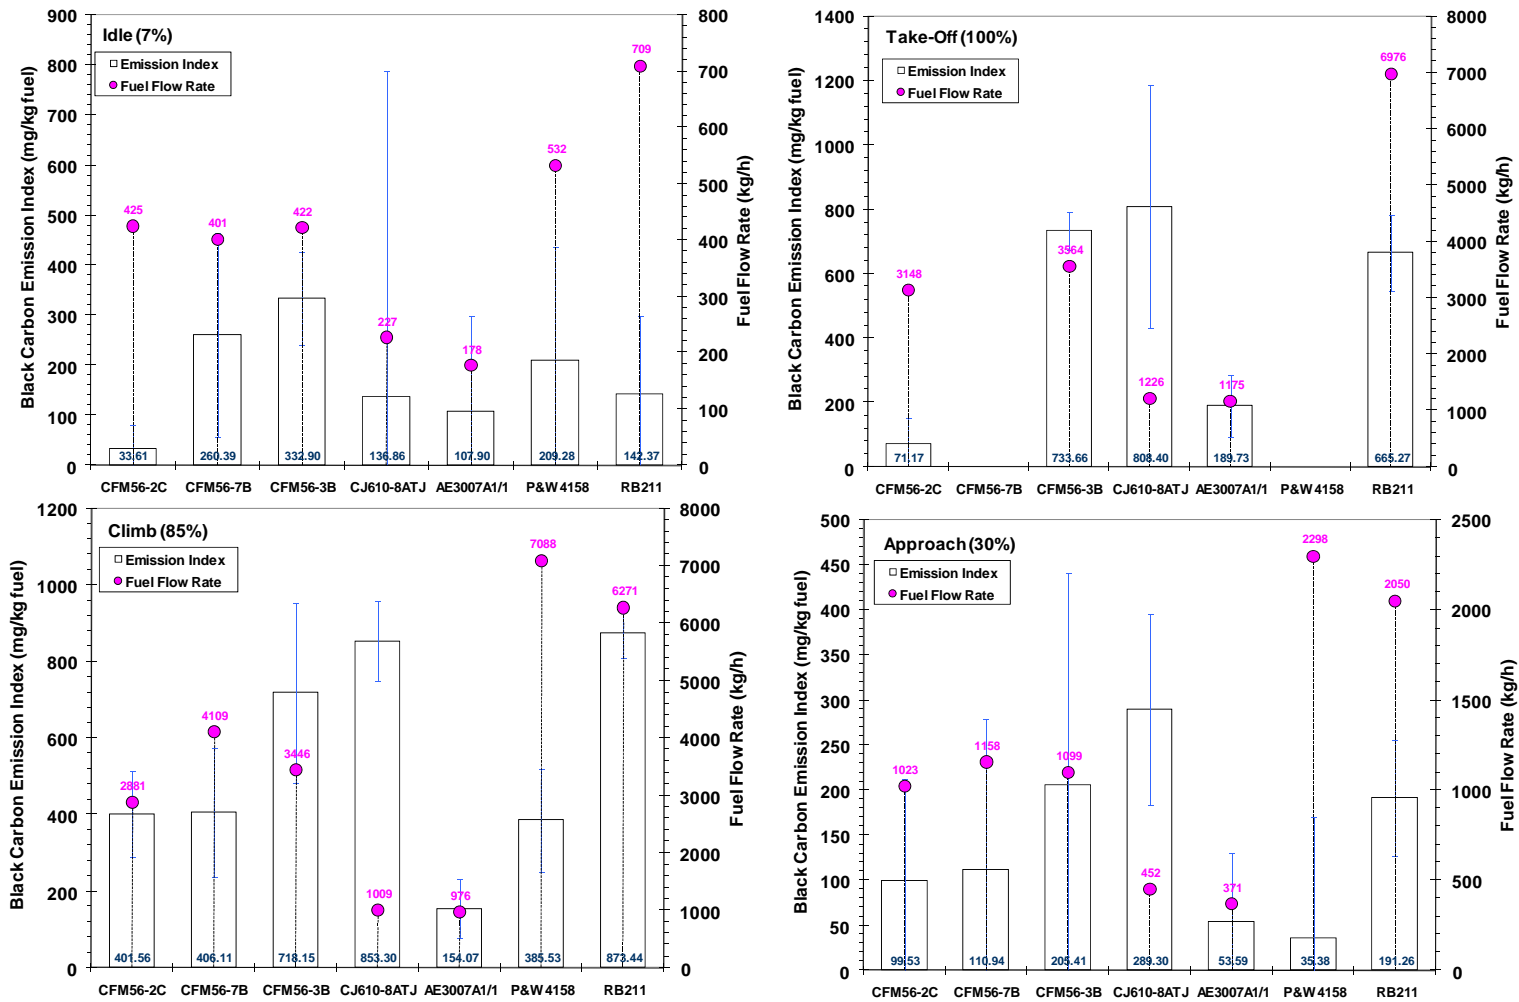 Idle (7%)
Emission Index
Fuel Flow Rate
Black Carbon Emission Index (mg/kg fuel)
Fuel Flow Rate (kg/h)
900
800
700
600
500
400
300
200
100
0
800
700
600
500
400
300
200
100
0
425
401
422
227
178
532
709
33.61
260.39
332.90
136.86
107.90
209.28
142.37
CFM56-2C
CFM56-7B
CFM56-3B
CJ610-8ATJ
AE3007A1/1
P&W 4158
RB211
Take-Off (100%)
Emission Index
Fuel Flow Rate
Black Carbon Emission Index (mg/kg fuel)
Fuel Flow Rate (kg/h)
1400
1200
1000
800
600
400
200
0
8000
7000
6000
5000
4000
3000
2000
1000
0
3148
3564
1226
1175
6976
71.17
733.66
808.40
189.73
665.27
CFM56-2C
CFM56-7B
CFM56-3B
CJ610-8ATJ
AE3007A1/1
P&W 4158
RB211
Climb (85%)
Emission Index
Fuel Flow Rate
Black Carbon Emission Index (mg/kg fuel)
Fuel Flow Rate (kg/h)
1200
1000
800
600
400
200
0
8000
7000
6000
5000
4000
3000
2000
1000
0
2881
4109
3446
1009
976
7088
6271
401.56
406.11
718.15
853.30
154.07
385.53
873.44
CFM56-2C
CFM56-7B
CFM56-3B
CJ610-8ATJ
AE3007A1/1
P&W 4158
RB211
Approach (30%)
Emission Index
Fuel Flow Rate
Black Carbon Emission Index (mg/kg fuel)
Fuel Flow Rate (kg/h)
500
450
400
350
300
250
200
150
100
50
0
2500
2000
1500
1000
500
0
1023
1158
1099
452
371
2298
2050
99.53
110.94
205.41
289.30
53.59
35.38
191.26
CFM56-2C
CFM56-7B
CFM56-3B
CJ610-8ATJ
AE3007A1/1
P&W 4158
RB211